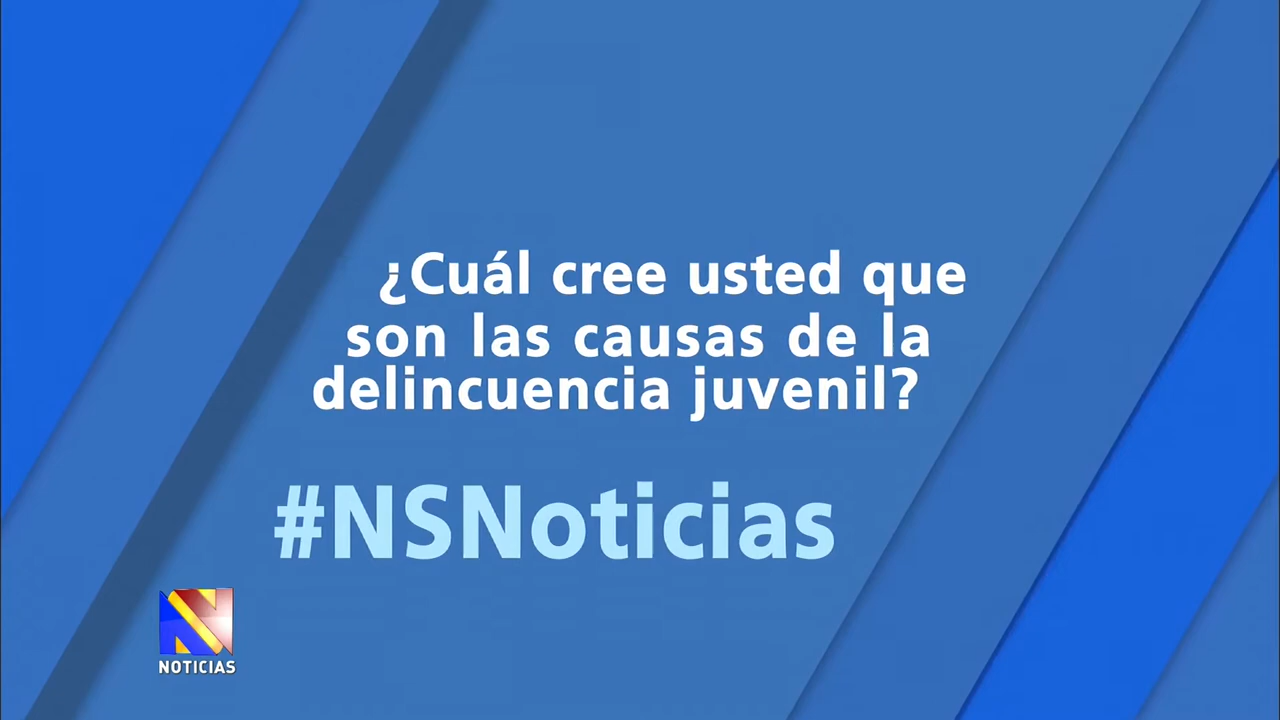 ¿Cuál cree usted que
son las causas de la
delincuencia juvenil?
#NSNoticias
NOTICIAS